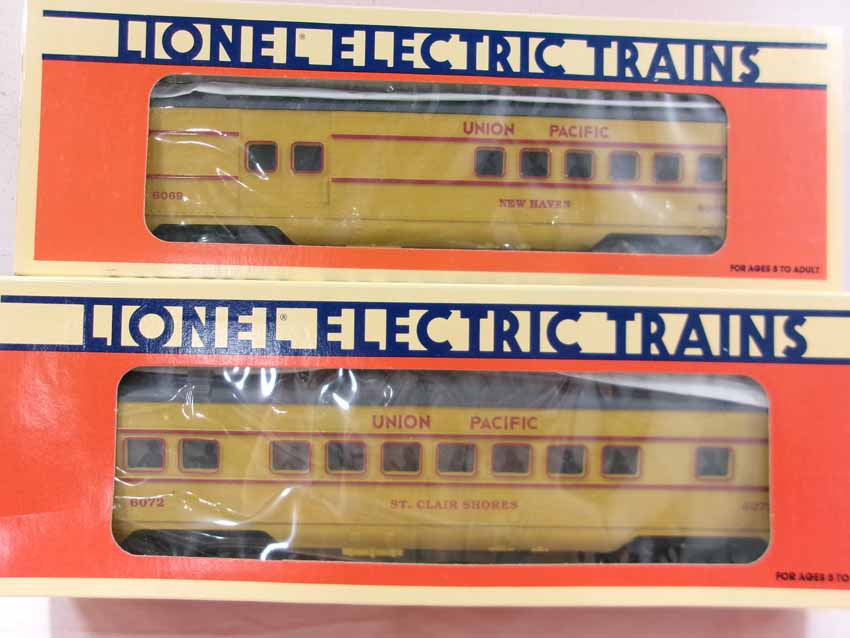 LIONEL® ELECTRIC TRAINS
UNION PACIFIC
6069 NEW HAVEN
FOR AGES 8 TO ADULT
LIONEL® ELECTRIC TRAINS
UNION PACIFIC
6072 ST. CLAIR SHORES
FOR AGES 8 TO